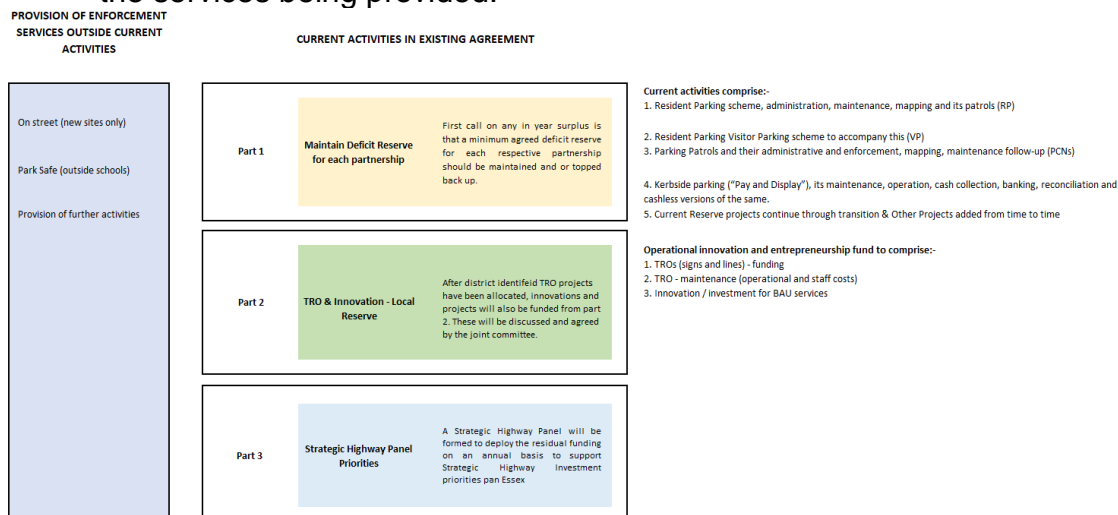 the services being provided.
PROVISION OF ENFORCEMENT
SERVICES OUTSIDE CURRENT
ACTIVITIES
CURRENT ACTIVITIES IN EXISTING AGREEMENT
On street (new sites only)
Park Safe (outside schools)
Provision of further activities
Part 1
Maintain Deficit Reserve
for each partnership
First call on any in year surplus is
that a minimum agreed deficit reserve
for each respective partnership
should be maintained and or topped
back up.
Part 2
TRO & Innovation - Local
Reserve
After district identifeid TRO projects
have been allocated, innovations and
projects will also be funded from part
2. These will be discussed and agreed
by the joint committee.
Part 3
Strategic Highway Panel
Priorities
A Strategic Highway Panel will be
formed to deploy the residual funding
on an annual basis to support
Strategic Highway Investment
priorities pan Essex
Current activities comprise:-
1. Resident Parking scheme, administration, maintenance, mapping and its patrols (RP)
2. Resident Parking Visitor Parking scheme to accompany this (VP)
3. Parking Patrols and their administrative and enforcement, mapping, maintenance follow-up (PCNs)
4. Kerbside parking ("Pay and Display"), its maintenance, operation, cash collection, banking, reconciliation and
cashless versions of the same.
5. Current Reserve projects continue through transition & Other Projects added from time to time
Operational innovation and entrepreneurship fund to comprise:-
1. TROs (signs and lines) - funding
2. TRO - maintenance (operational and staff costs)
3. Innovation / investment for BAU services